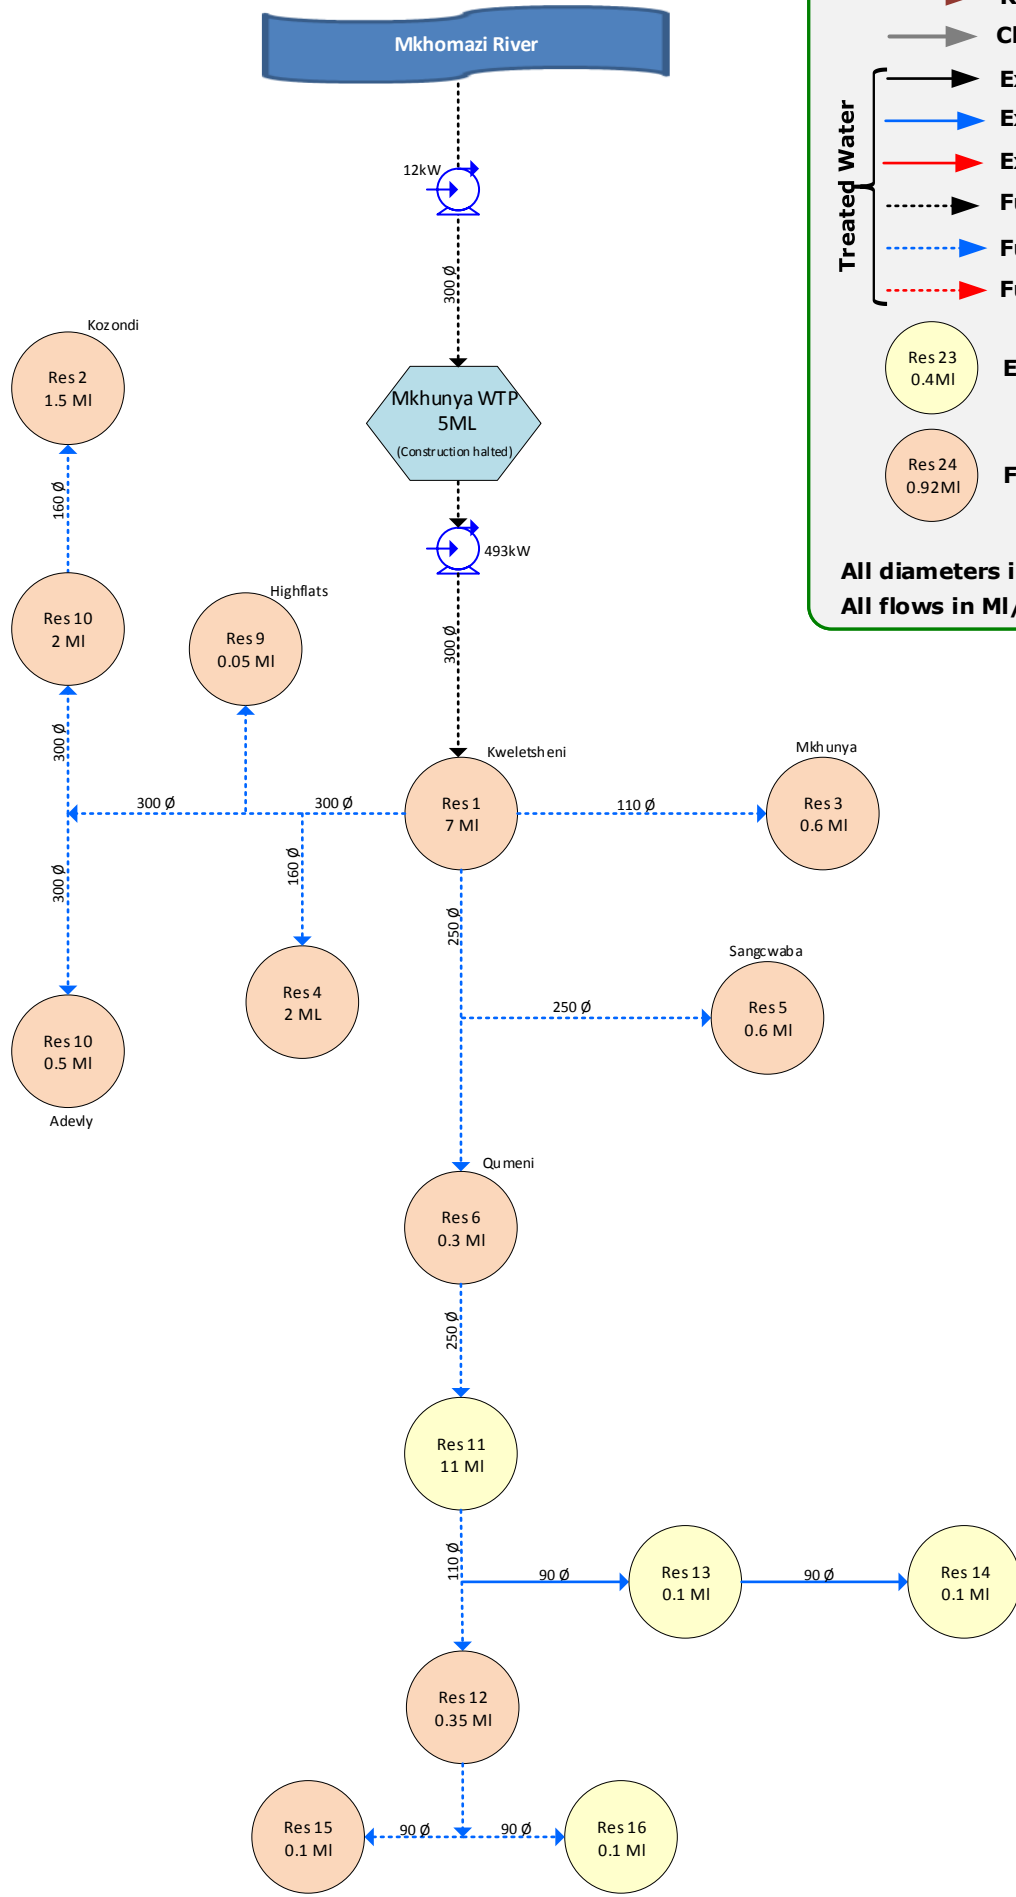 Mkhomazi River
12kW
300 Ø
Mkhunya WTP
5ML
(Construction halted)
493kW
300 Ø
Kozondi
Res 2
1.5 Ml
160 Ø
Res 10
2 Ml
300 Ø
Highflats
Res 9
0.05 Ml
300 Ø
300 Ø
Kweletsheni
Res 1
7 Ml
110 Ø
Mkhunya
Res 3
0.6 Ml
300 Ø
160 Ø
250 Ø
Res 10
0.5 Ml
Adevly
Res 4
2 ML
250 Ø
Sangcwaba
Res 5
0.6 Ml
Qumeni
Res 6
0.3 Ml
250 Ø
Res 11
11 Ml
110 Ø
90 Ø
Res 13
0.1 Ml
90 Ø
Res 14
0.1 Ml
Res 12
0.35 Ml
Res 15
0.1 Ml
90 Ø
90 Ø
Res 16
0.1 Ml
Treated Water
Res 23
0.4Ml
E
Res 24
0.92Ml
F
All diameters i
All flows in Ml/